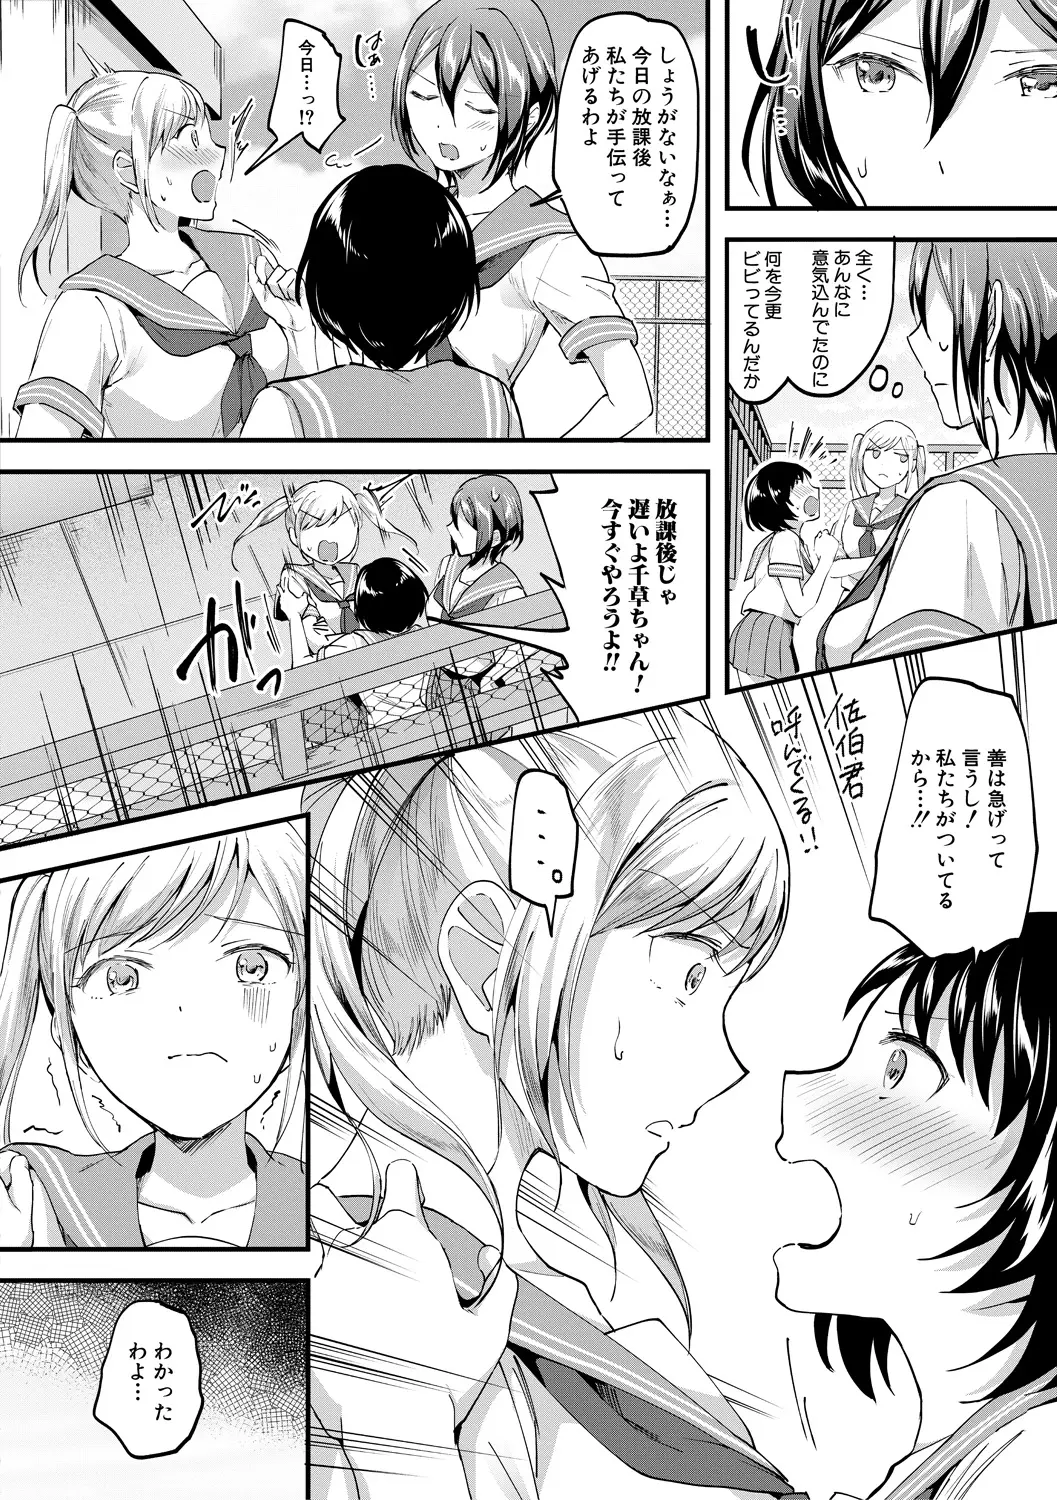 全く…
あんなに
意気込んでたのに
何を今更
ビビってるんだか
しょうがないなぁ…
今日の放課後
私たちが手伝って
あげるわよ
はぁ…
今日…っ!?
放課後じゃ
遅いよ千草ちゃん!
今すぐやろうよ!!
ガッ
善は急げって
言うし!
私たちがついてる
から…!!
佐伯君
呼んでくる!!
…。
わかった
わよ…